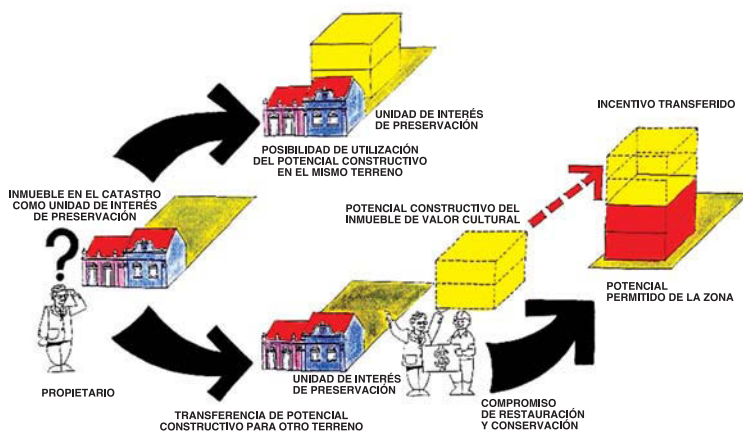 UNIDAD DE INTERÉS
DE PRESERVACIÓN
POSIBILIDAD DE UTILIZACIÓN
DEL POTENCIAL CONSTRUCTIVO
EN EL MISMO TERRENO
INCENTIVO TRANSFERIDO
INMUEBLE EN EL CATASTRO
COMO UNIDAD DE INTERÉS
DE PRESERVACIÓN
?
POTENCIAL CONSTRUCTIVO DEL
INMUEBLE DE VALOR CULTURAL
POTENCIAL
PERMITIDO DE LA ZONA
PROPIETARIO
UNIDAD DE INTERÉS
DE PRESERVACIÓN
$
TRANSFERENCIA DE POTENCIAL
CONSTRUCTIVO PARA OTRO TERRENO
COMPROMISO
DE RESTAURACIÓN
Y CONSERVACIÓN